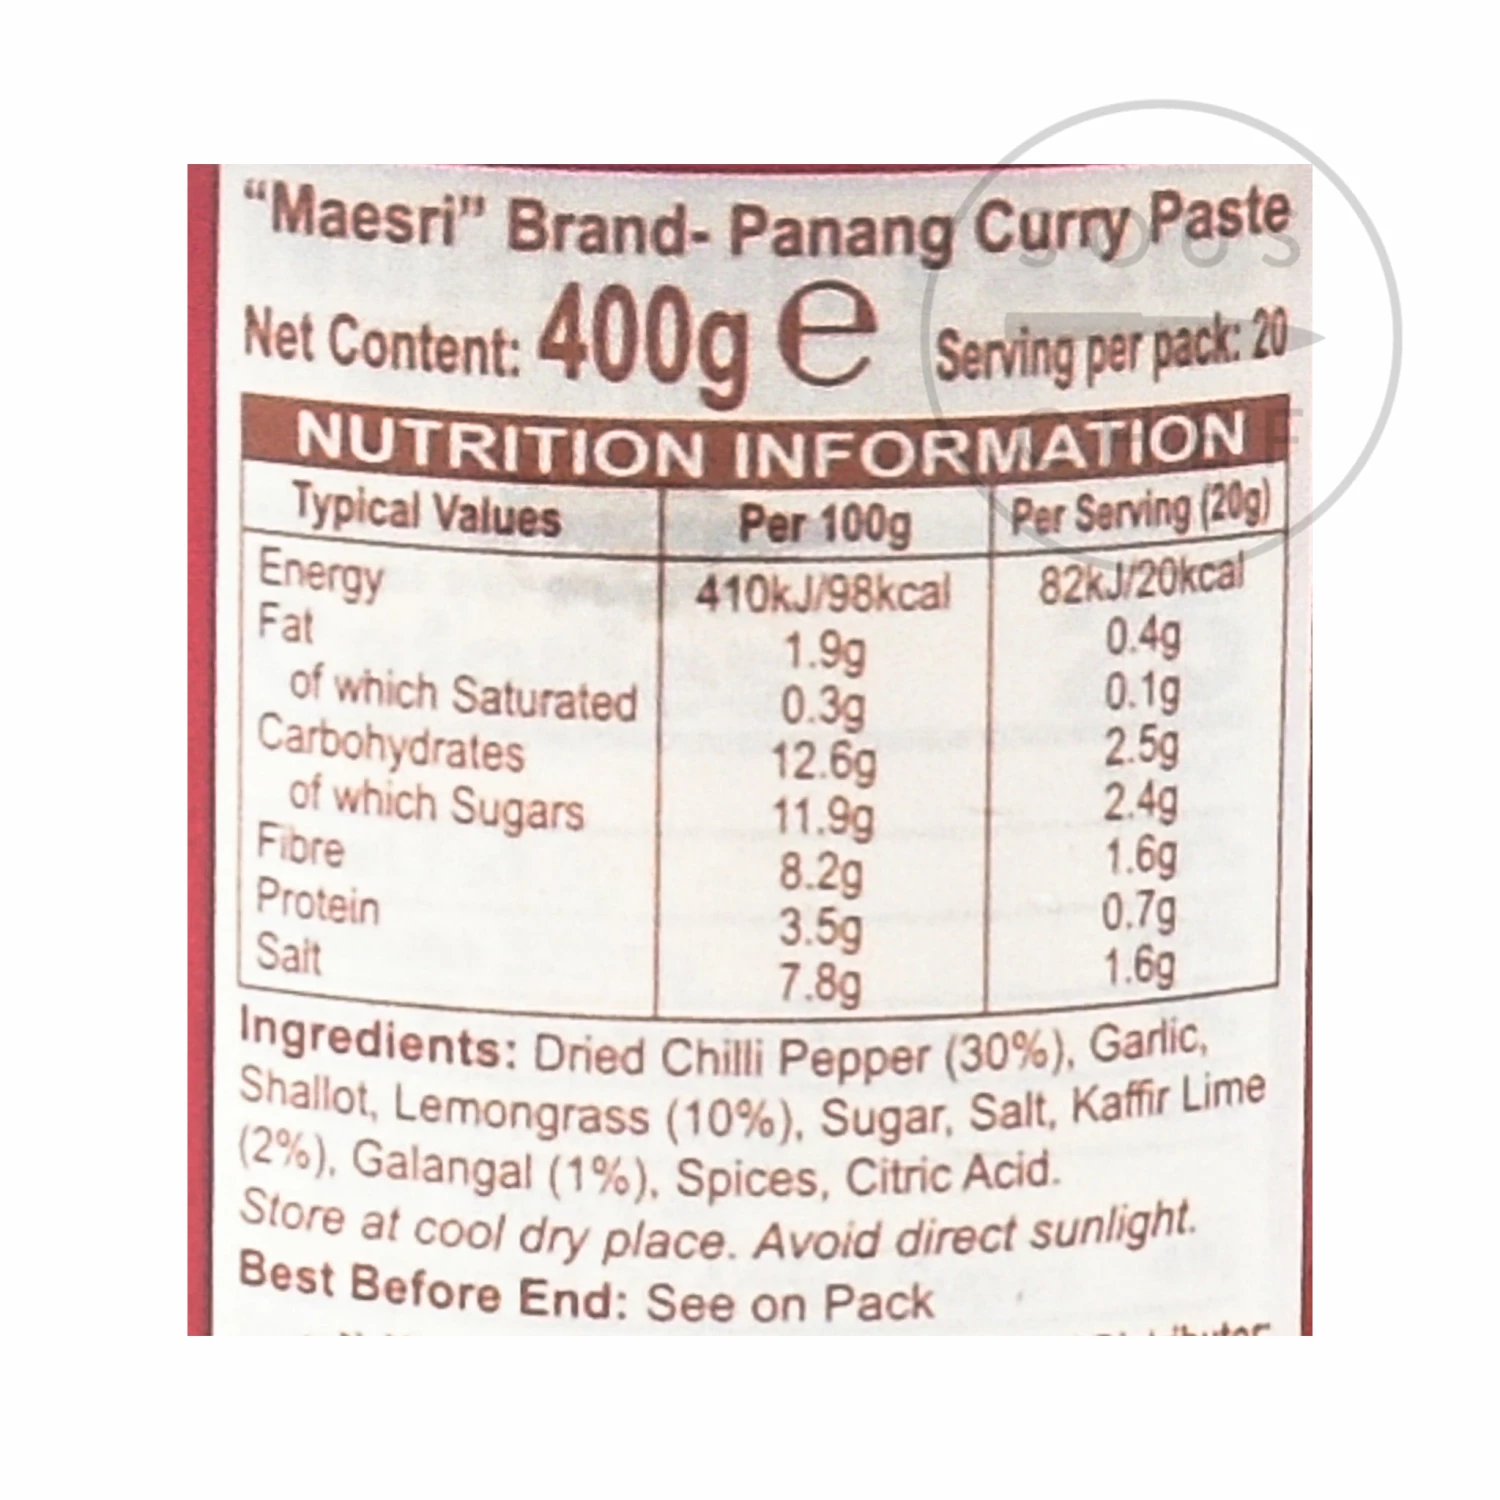 "Maesri" Brand- Panang Curry Paste
Net Content: 400g e Serving per pack: 20
NUTRITION INFORMATION
Typical Values Per 100g Per Serving (20g)
Energy 410kJ/98kcal 82kJ/20kcal
Fat 1.9g 0.4g
of which Saturated 0.3g 0.1g
Carbohydrates 12.6g 2.5g
of which Sugars 11.9g 2.4g
Fibre 8.2g 1.6g
Protein 3.5g 0.7g
Salt 7.8g 1.6g
Ingredients: Dried Chilli Pepper (30%), Garlic,
Shallot, Lemongrass (10%), Sugar, Salt, Kaffir Lime
(2%), Galangal (1%), Spices, Citric Acid.
Store at cool dry place. Avoid direct sunlight.
Best Before End: See on Pack
SOUS